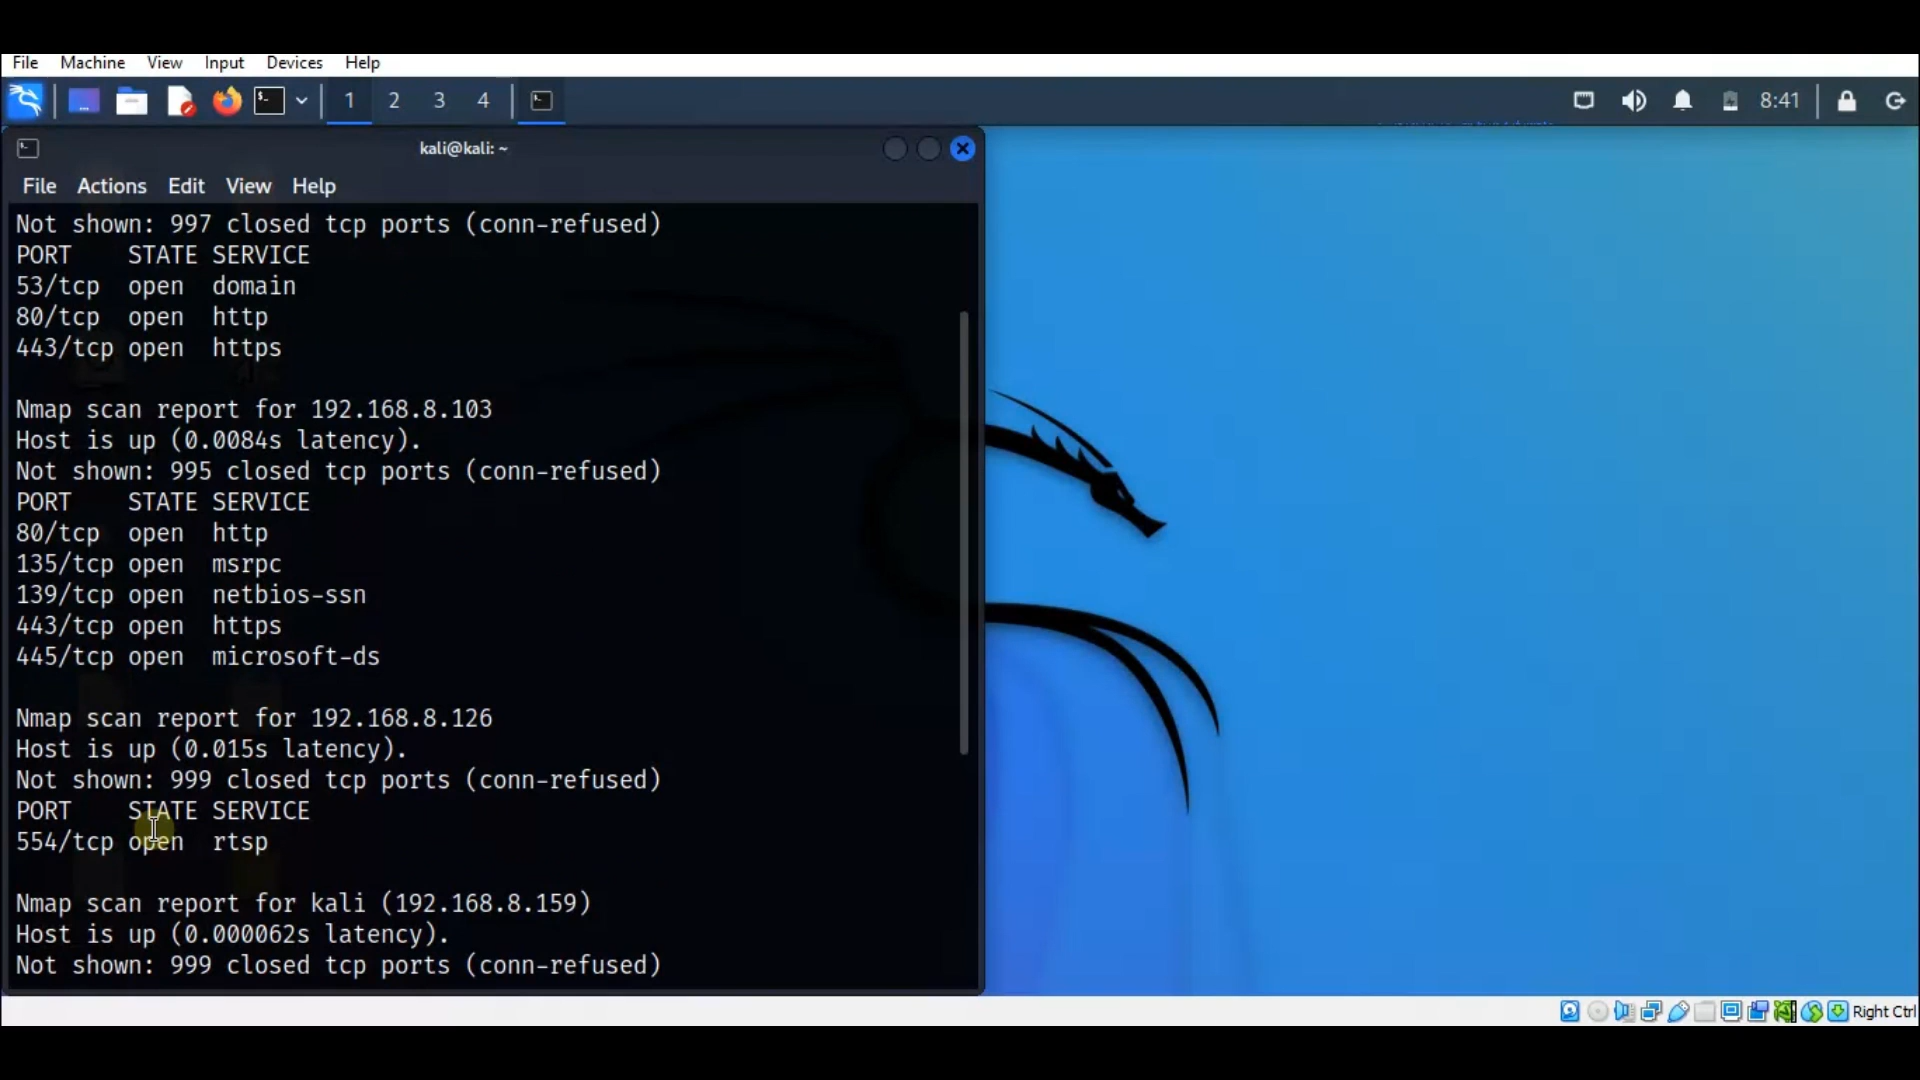 File Machine View Input Devices Help
1 2 3 4 8:41
kali@kali: ~
File Actions Edit View Help
Not shown: 997 closed tcp ports (conn-refused)
PORT STATE SERVICE
53/tcp open domain
80/tcp open http
443/tcp open https
Nmap scan report for 192.168.8.103
Host is up (0.0084s latency).
Not shown: 995 closed tcp ports (conn-refused)
PORT STATE SERVICE
80/tcp open http
135/tcp open msrpc
139/tcp open netbios-ssn
443/tcp open https
445/tcp open microsoft-ds
Nmap scan report for 192.168.8.126
Host is up (0.015s latency).
Not shown: 999 closed tcp ports (conn-refused)
PORT STATE SERVICE
554/tcp open rtsp
Nmap scan report for kali (192.168.8.159)
Host is up (0.000062s latency).
Not shown: 999 closed tcp ports (conn-refused)
Right Ctrl